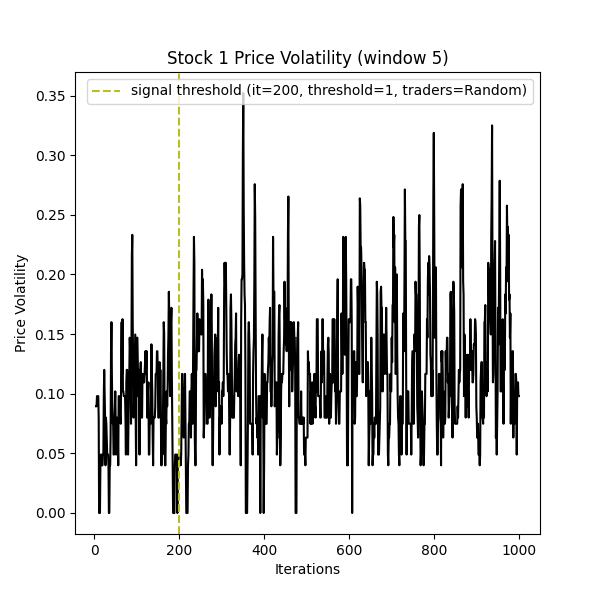 Stock 1 Price Volatility (window 5)
signal threshold (it=200, threshold=1, traders=Random)
Price Volatility
0.35
0.30
0.25
0.20
0.15
0.10
0.05
0.00
0 200 400 600 800 1000
Iterations